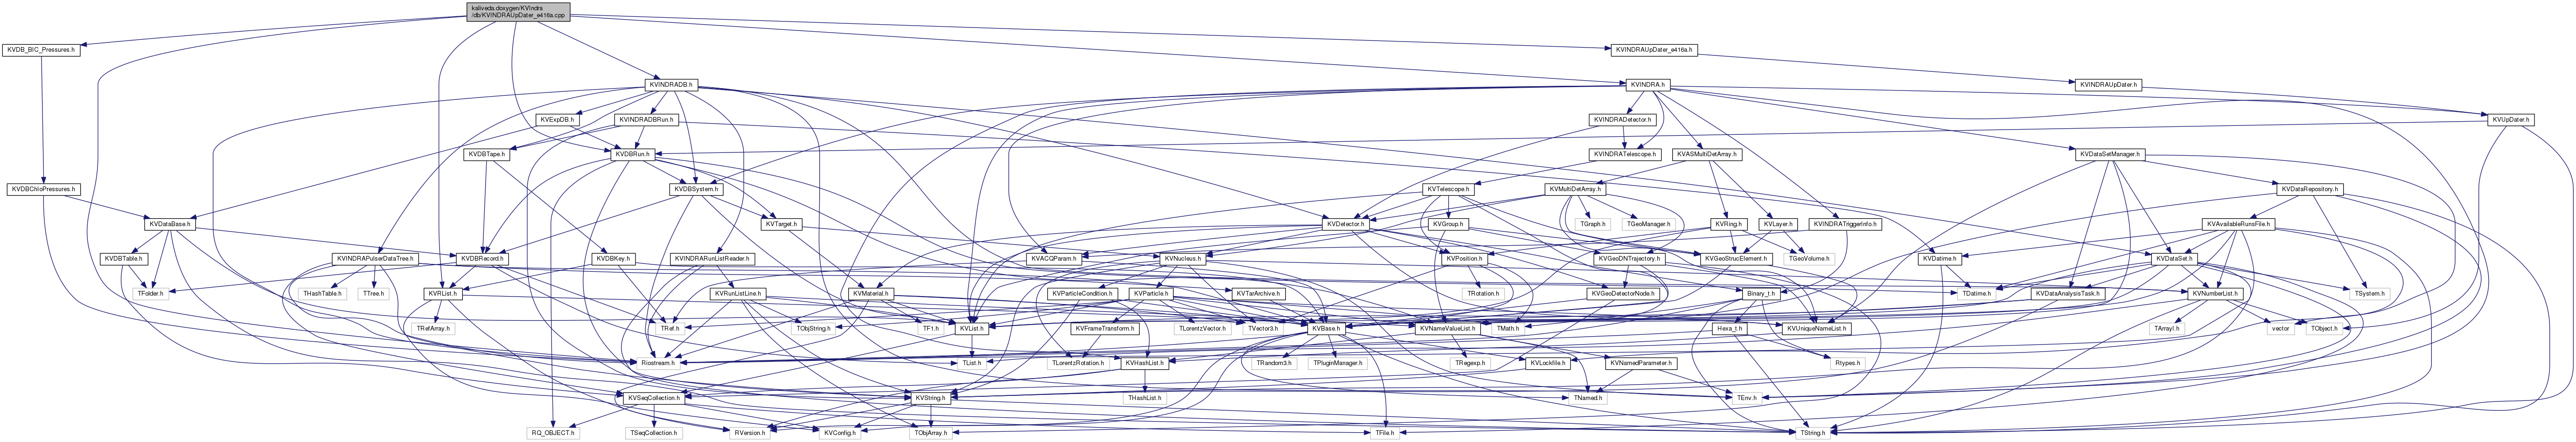 kaliveda.doxygen/KVIndra
/db/KVINDRAUpDater_e416a.cpp
KVDB_BIC_Pressures.h
KVINDRAUpDater_e416a.h
KVINDRADB.h
KVINDRA.h
KVINDRAUpDater.h
KVExpDB.h
KVINDRADBRun.h
KVINDRADetector.h
KVUpDater.h
KVDBTape.h
KVDBRun.h
KVINDRATelescope.h
KVASMultiDetArray.h
KVDataSetManager.h
KVDBChIoPressures.h
KVDBSystem.h
KVTelescope.h
KVMultiDetArray.h
KVDataRepository.h
KVDataBase.h
KVTarget.h
KVDetector.h
KVGroup.h
TGraph.h
TGeoManager.h
KVRing.h
KVLayer.h
KVINDRATriggerInfo.h
KVAvailableRunsFile.h
KVDBTable.h
KVINDRAPulserDataTree.h
KVDBRecord.h
KVDBKey.h
KVINDRARunListReader.h
KVACQParam.h
KVNucleus.h
KVPosition.h
KVGeoDNTrajectory.h
KVGeoStrucElement.h
TGeoVolume.h
KVDatime.h
KVDataSet.h
TFolder.h
THashTable.h
TTree.h
KVRList.h
KVRunListLine.h
KVMaterial.h
KVParticleCondition.h
KVParticle.h
KVTarArchive.h
TRotation.h
KVGeoDetectorNode.h
Binary_t.h
TDatime.h
KVDataAnalysisTask.h
KVNumberList.h
TSystem.h
TRefArray.h
TRef.h
TObjString.h
TF1.h
KVList.h
KVFrameTransform.h
TLorentzVector.h
TVector3.h
KVBase.h
KVNameValueList.h
TMath.h
Hexa_t.h
KVUniqueNameList.h
TArrayI.h
vector
TObject.h
Riostream.h
TList.h
TLorentzRotation.h
KVHashList.h
TRandom3.h
TPluginManager.h
KVLockfile.h
TRegexp.h
KVNamedParameter.h
Rtypes.h
KVSeqCollection.h
KVString.h
THashList.h
TNamed.h
TEnv.h
RQ_OBJECT.h
TSeqCollection.h
RVersion.h
KVConfig.h
TObjArray.h
TFile.h
TString.h